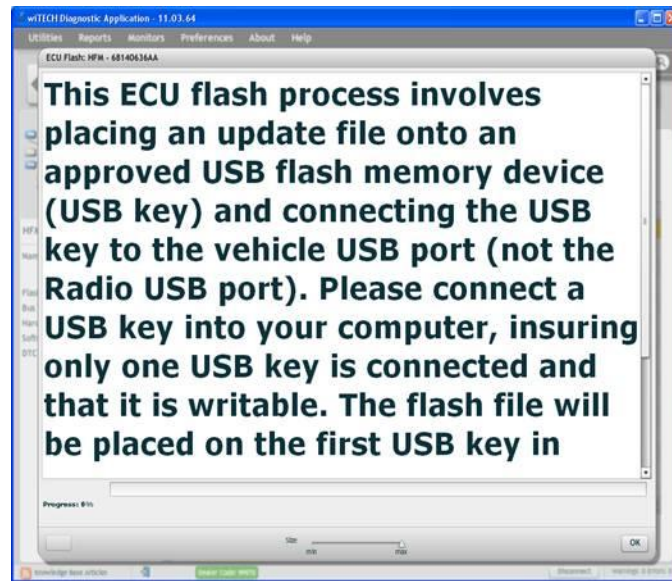 wiTECH Diagnostic Application - 11.03.64
Utilities Reports Monitors Preferences About Help
ECU Flash: HFM - 68140636AA
This ECU flash process involves
placing an update file onto an
approved USB flash memory device
(USB key) and connecting the USB
key to the vehicle USB port (not the
Radio USB port). Please connect a
USB key into your computer, insuring
only one USB key is connected and
that it is writable. The flash file will
be placed on the first USB key in
Progress: 0%
Size
min max
OK
Knowledge Base Articles
Disconnect